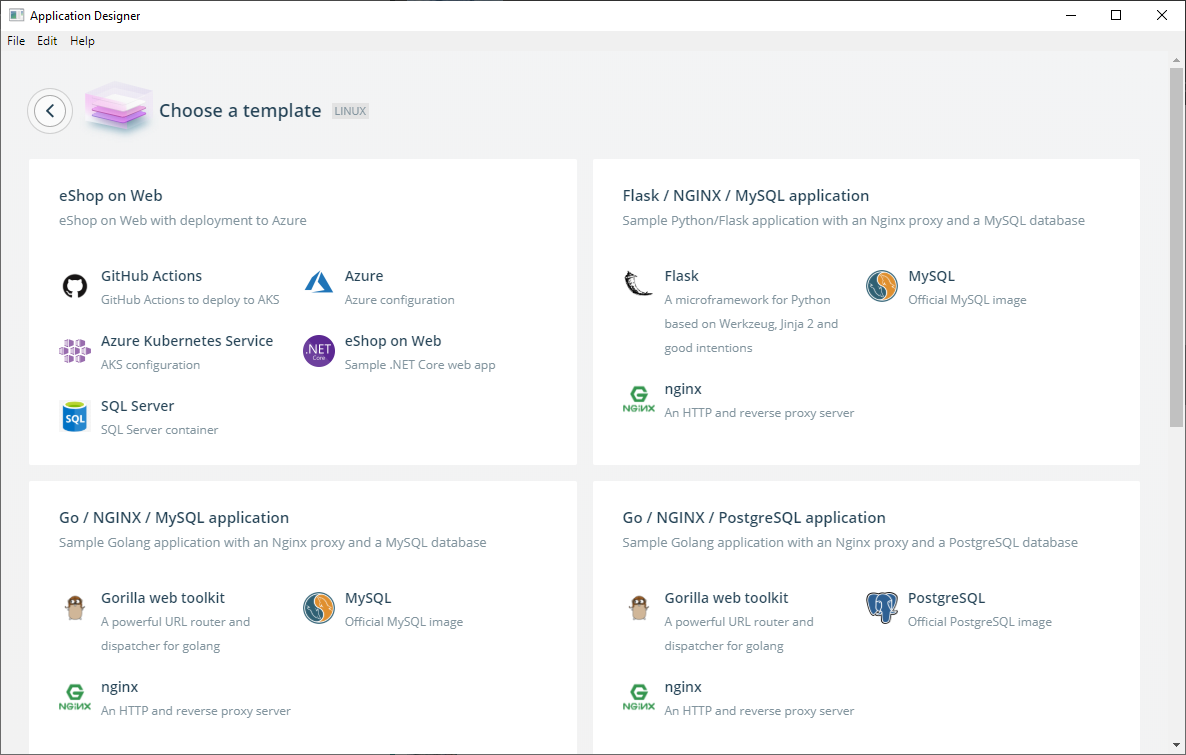 Application Designer
File Edit Help
Choose a template LINUX
eShop on Web
eShop on Web with deployment to Azure
GitHub Actions
GitHub Actions to deploy to AKS
Azure
Azure configuration
Azure Kubernetes Service
AKS configuration
.NET
Core
eShop on Web
Sample .NET Core web app
SQL
SQL Server
SQL Server container
Flask / NGINX / MySQL application
Sample Python/Flask application with an Nginx proxy and a MySQL database
Flask
A microframework for Python
based on Werkzeug, Jinja 2 and
good intentions
MySQL
Official MySQL image
G
NGINX
nginx
An HTTP and reverse proxy server
Go / NGINX / MySQL application
Sample Golang application with an Nginx proxy and a MySQL database
Gorilla web toolkit
A powerful URL router and
dispatcher for golang
MySQL
Official MySQL image
G
NGINX
nginx
An HTTP and reverse proxy server
Go / NGINX / PostgreSQL application
Sample Golang application with an Nginx proxy and a PostgreSQL database
Gorilla web toolkit
A powerful URL router and
dispatcher for golang
PostgreSQL
Official PostgreSQL image
G
NGINX
nginx
An HTTP and reverse proxy server